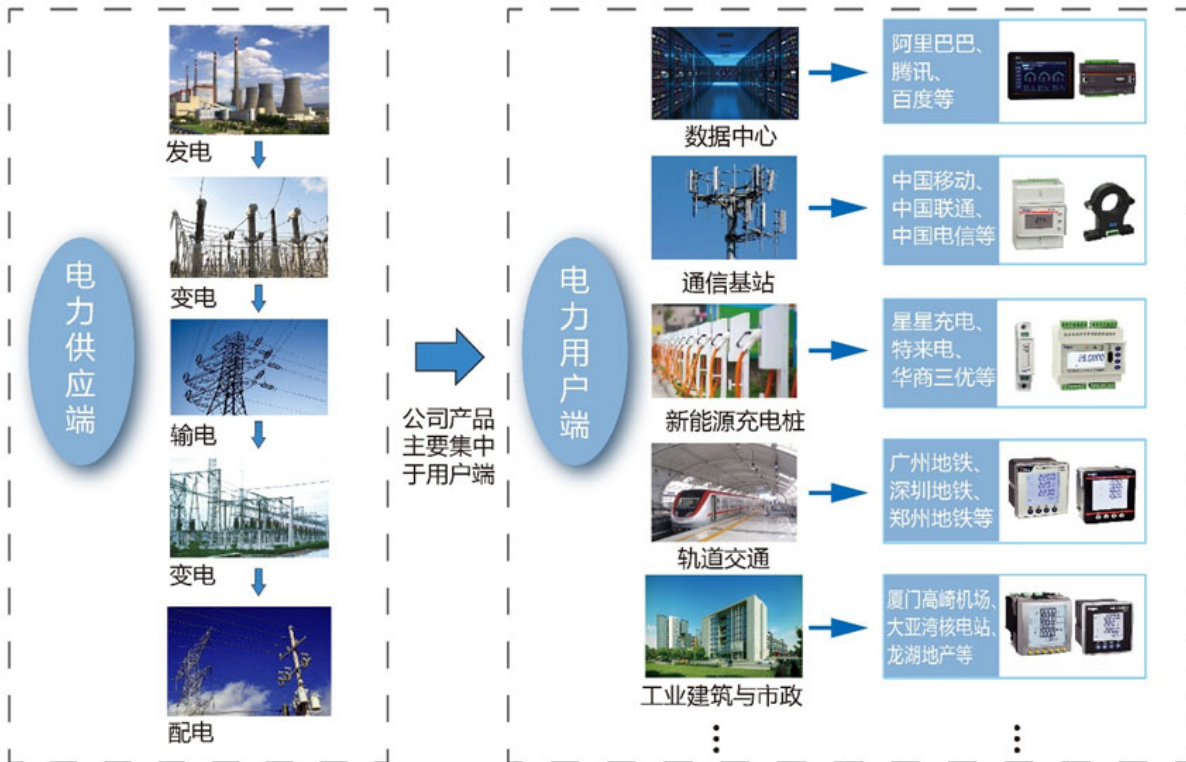 电力供应端
发电
变电
输电
变电
配电
公司产品
主要集中
于用户端
电力用户端
数据中心
阿里巴巴、
腾讯、
百度等
通信基站
中国移动、
中国联通、
中国电信等
新能源充电桩
星星充电、
特来电、
华商三优等
轨道交通
广州地铁、
深圳地铁、
郑州地铁等
工业建筑与市政
厦门高崎机场、
大亚湾核电站、
龙湖地产等